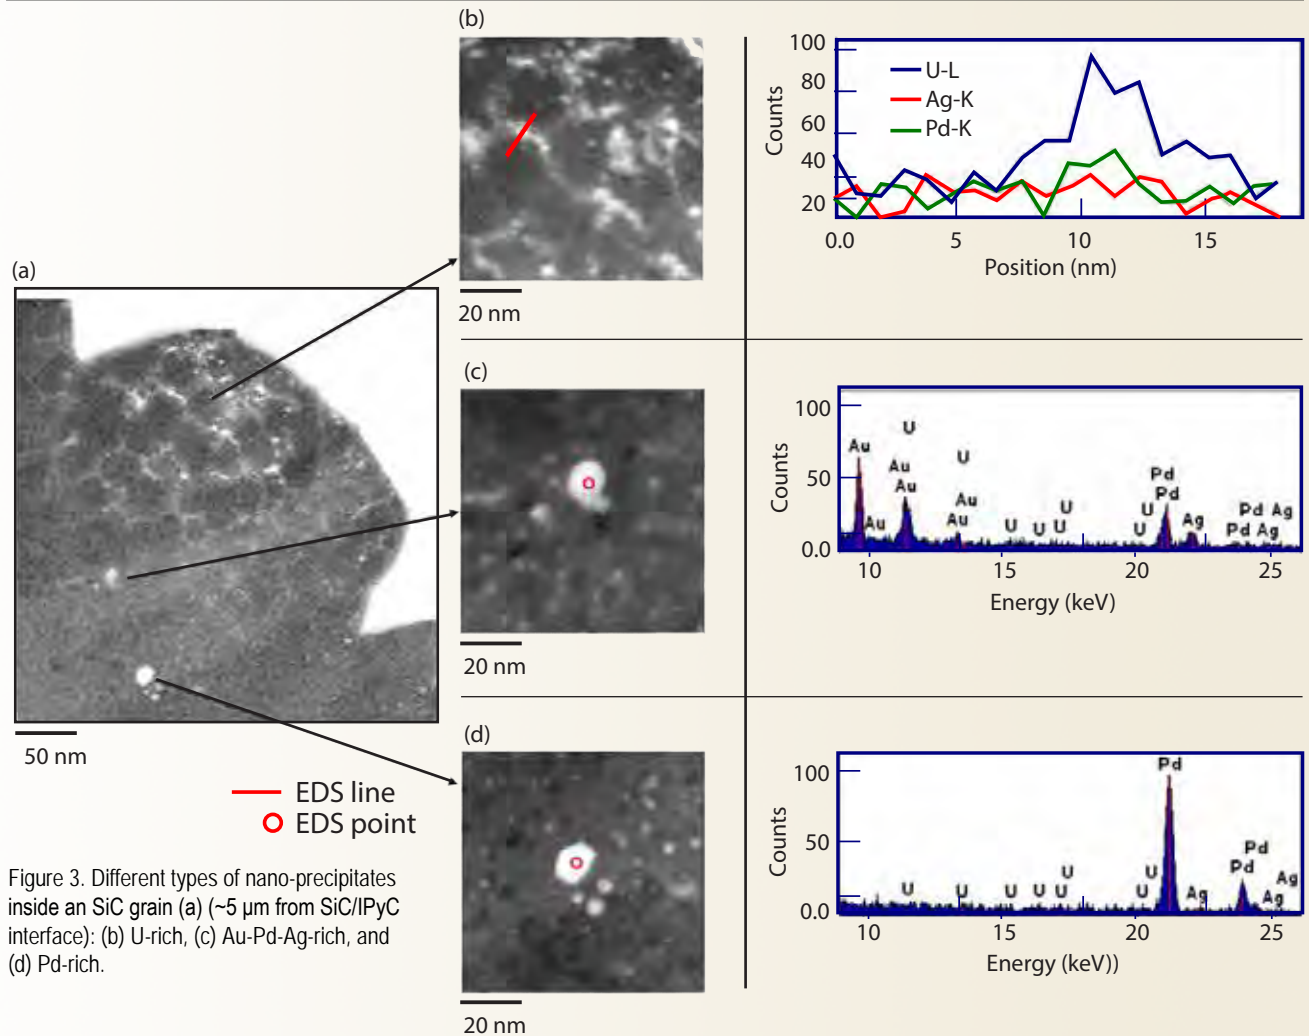 (b)
100
80
60
40
20
Counts
U-L
Ag-K
Pd-K
0.0
5
10
15
Position (nm)
20 nm
(a)
50 nm
EDS line
EDS point
(c)
20 nm
100
50
0.0
Counts
Au
U
Au
Au
Au
U
Au
Au
U
U
U
U
U
U
Pd
Pd
Ag
Pd
Ag
Pd
Ag
10
15
20
25
Energy (keV)
(d)
20 nm
100
50
0.0
Counts
U
U
U
U
U
U
U
U
Pd
Ag
Pd
Pd
Ag
Ag
10
15
20
25
Energy (keV))
Figure 3. Different types of nano-precipitates
inside an SiC grain (a) (~5 µm from SiC/IPyC
interface): (b) U-rich, (c) Au-Pd-Ag-rich, and
(d) Pd-rich.